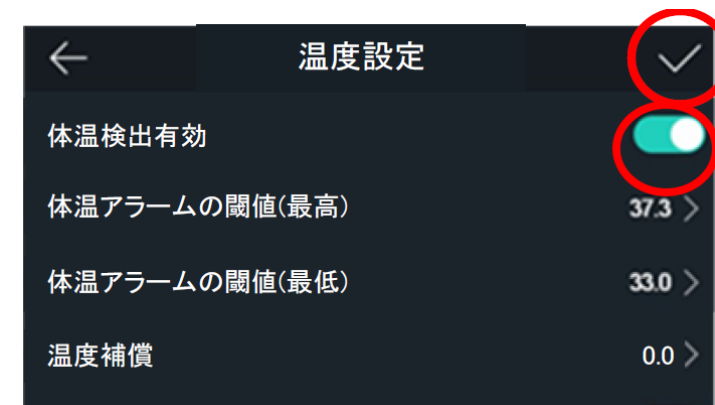 温度設定
体温検出有効
体温アラームの閾値(最高) 37.3
体温アラームの閾値(最低) 33.0
温度補償 0.0